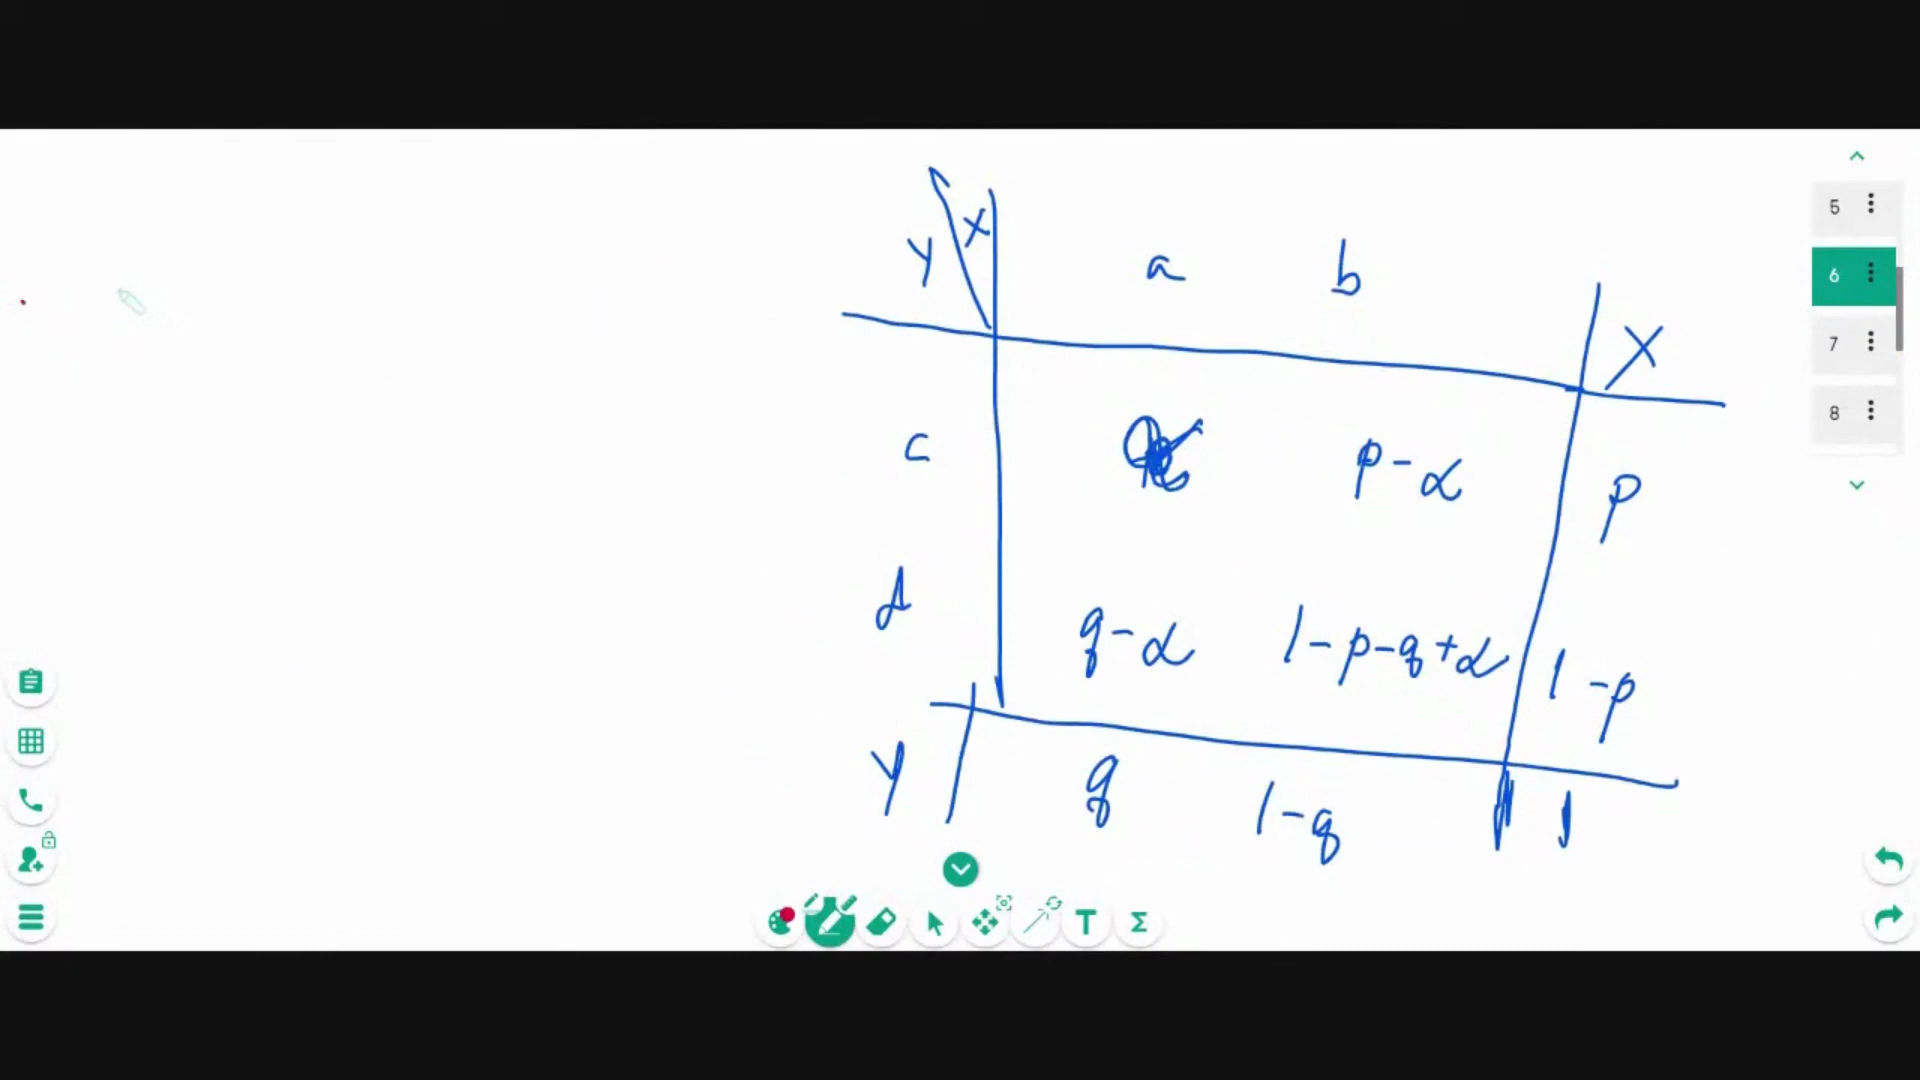 Y X a b X
c p - α p
d q - α 1 - p - q + α 1 - p
Y q 1 - q 1
5
6
7
8
T Σ